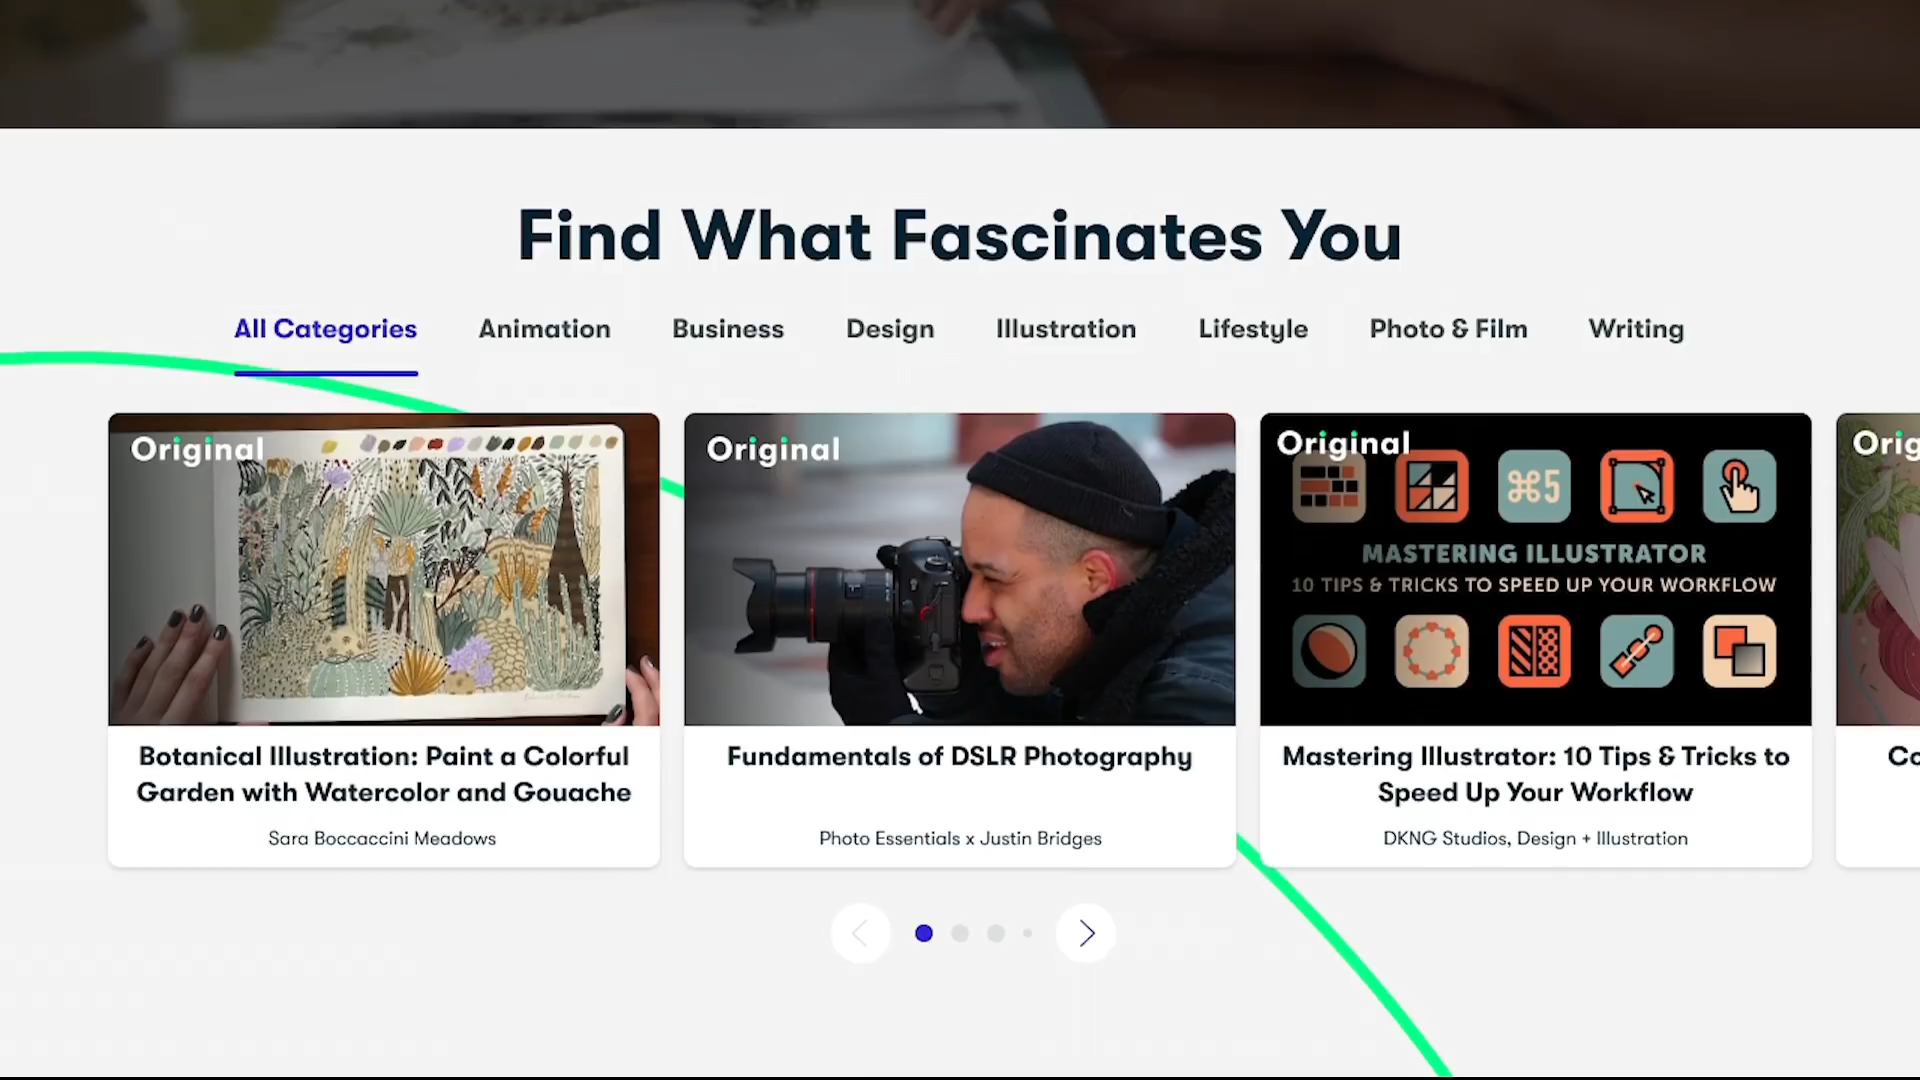 Find What Fascinates You
All Categories Animation Business Design Illustration Lifestyle Photo & Film Writing
Original
Original
Original
⌘5
MASTERING ILLUSTRATOR
10 TIPS & TRICKS TO SPEED UP YOUR WORKFLOW
Orig
Botanical Illustration: Paint a Colorful
Garden with Watercolor and Gouache
Sara Boccaccini Meadows
Fundamentals of DSLR Photography
Photo Essentials x Justin Bridges
Mastering Illustrator: 10 Tips & Tricks to
Speed Up Your Workflow
DKNG Studios, Design + Illustration
Co